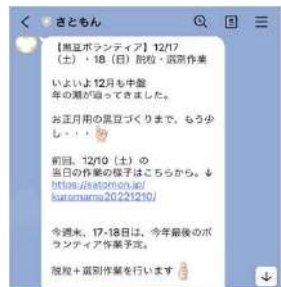 さともん
【黒豆ボランティア】12/17
（土）・18（日）脱粒・選別作業
いよいよ12月も中盤
年の瀬が迫ってきました。
お正月用の黒豆づくりまで、もう少
し・・・
前回、12/10（土）の
当日の作業の様子はこちらから。↓
https://satomon.jp/
kuromame20221210/
今週末、17-18日は、今年最後のボ
ランティア作業予定。
脱粒＋選別作業を行います